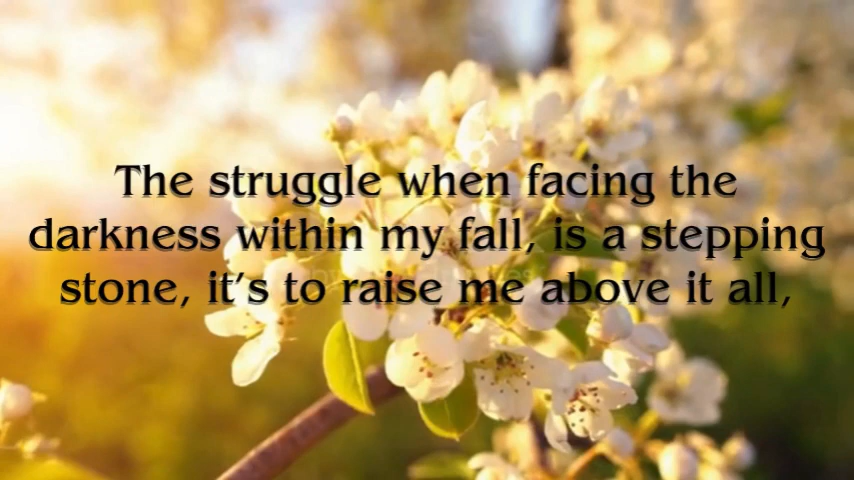 The struggle when facing the
darkness within my fall, is a stepping
stone, it's to raise me above it all,